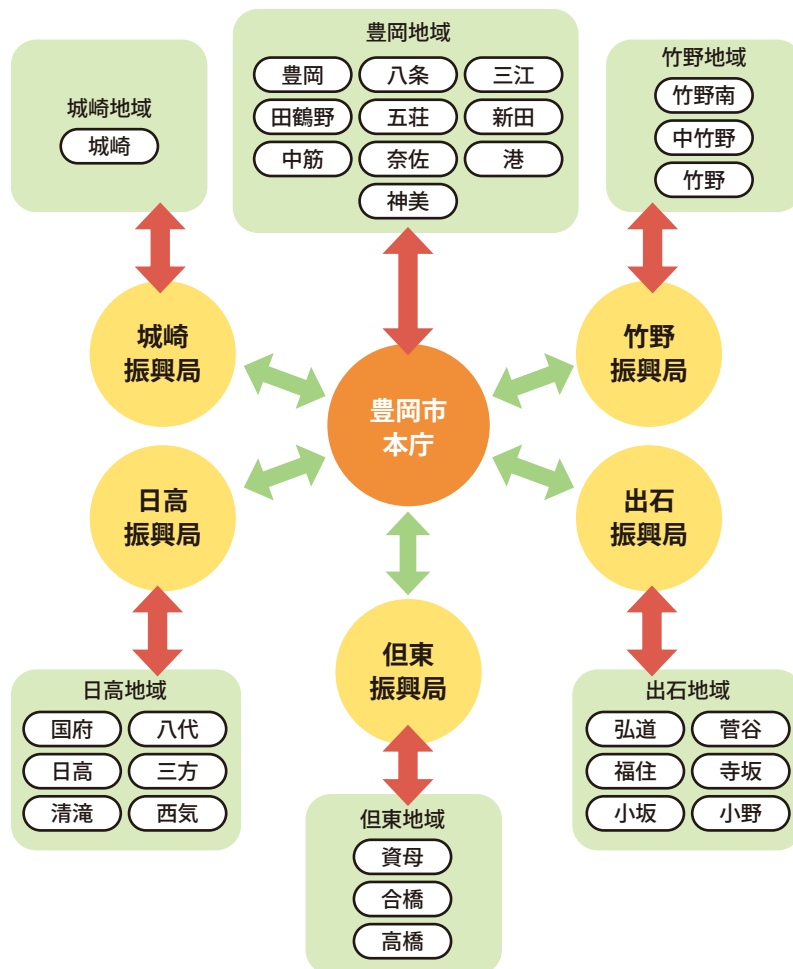 城崎地域
城崎
豊岡地域
豊岡
八条
三江
田鶴野
五荘
新田
中筋
奈佐
港
神美
竹野地域
竹野南
中竹野
竹野
城崎
振興局
竹野
振興局
豊岡市
本庁
日高
振興局
出石
振興局
但東
振興局
日高地域
国府
八代
日高
三方
清滝
西気
但東地域
資母
合橋
高橋
出石地域
弘道
菅谷
福住
寺坂
小坂
小野